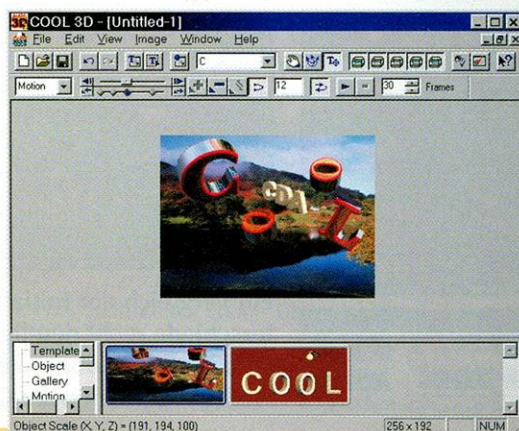 COOL 3D - [Untitled-1]
File Edit View Image Window Help
C
Motion 12 30 Frames
C O O L
Template
Object
Gallery
Motion
COOL
Object Scale (X, Y, Z) = (191, 194, 100) 256 x 192 NUM